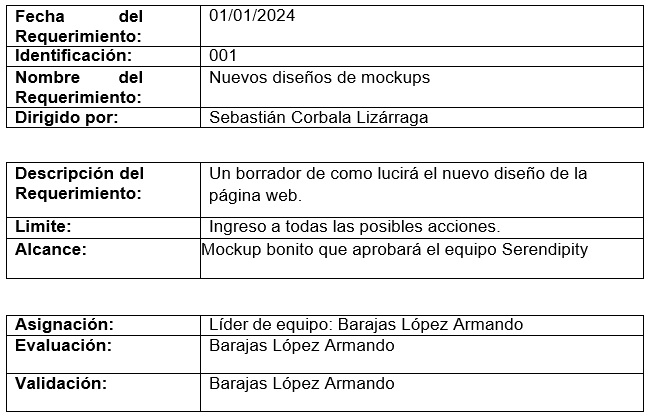 Fecha del 01/01/2024
Requerimiento:
Identificación: 001
Nombre del Nuevos diseños de mockups
Requerimiento:
Dirigido por: Sebastián Corbala Lizárraga
Descripción del Un borrador de como lucirá el nuevo diseño de la
Requerimiento: página web.
Limite: Ingreso a todas las posibles acciones.
Alcance: Mockup bonito que aprobará el equipo Serendipity
Asignación: Líder de equipo: Barajas López Armando
Evaluación: Barajas López Armando
Validación: Barajas López Armando